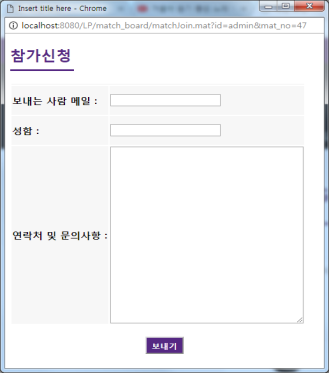 Insert title here - Chrome
localhost:8080/LP/match_board/matchJoin.mat?id=admin&mat_no=47
참가신청
보내는 사람 메일 :
성함 :
연락처 및 문의사항 :
보내기